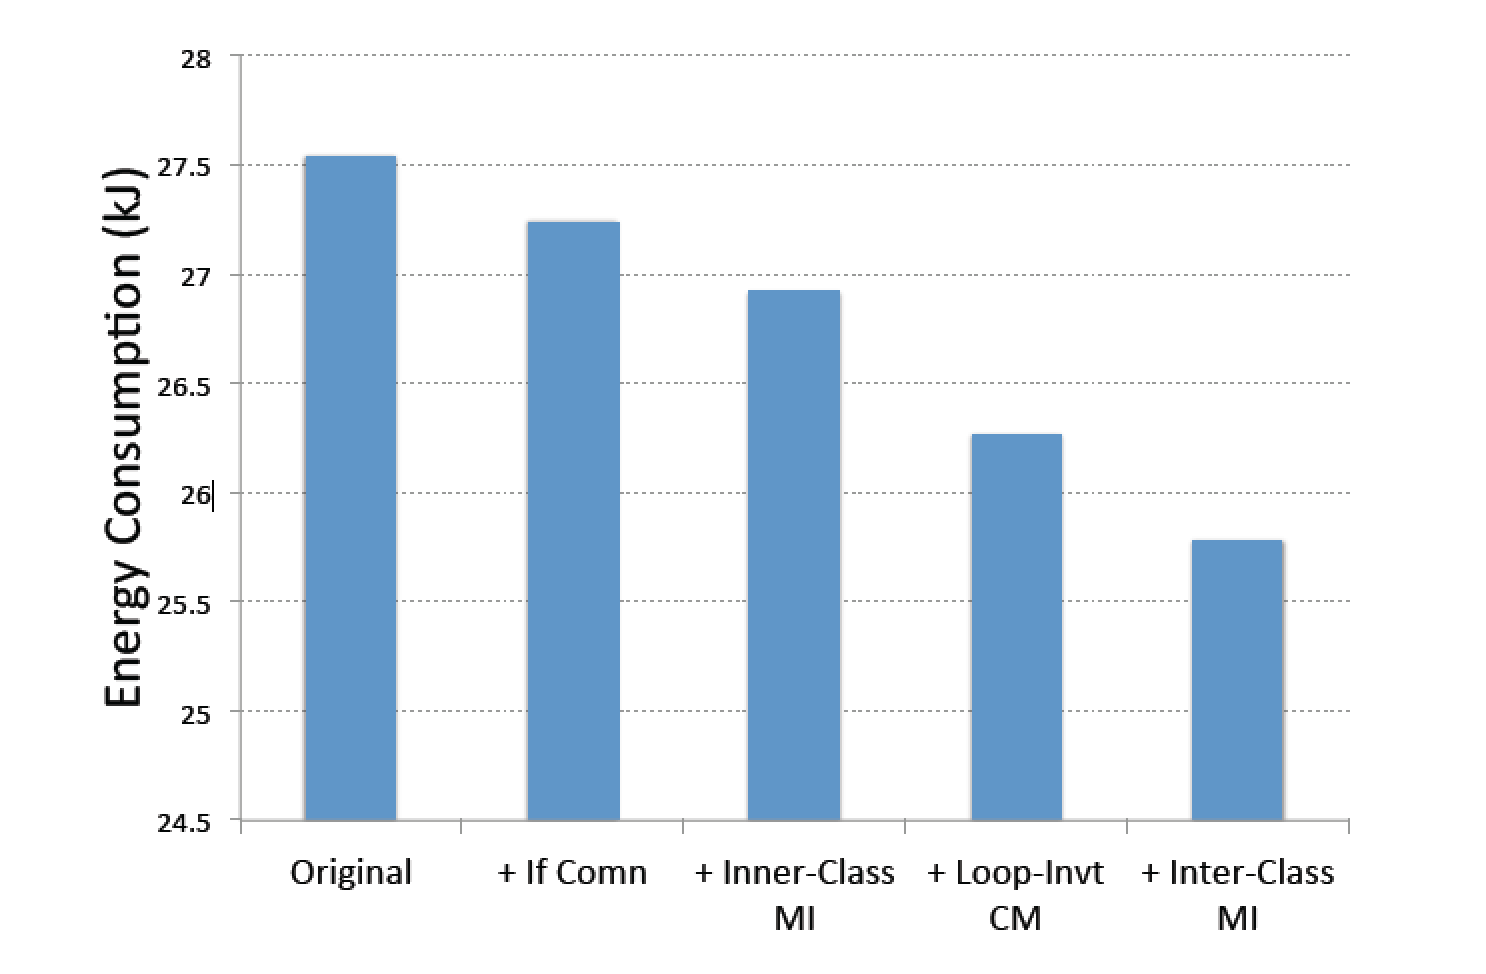 Energy Consumption (kJ)
28
27.5
27
26.5
26
25.5
25
24.5
Original
+ If Comn
+ Inner-Class
MI
+ Loop-Invt
CM
+ Inter-Class
MI